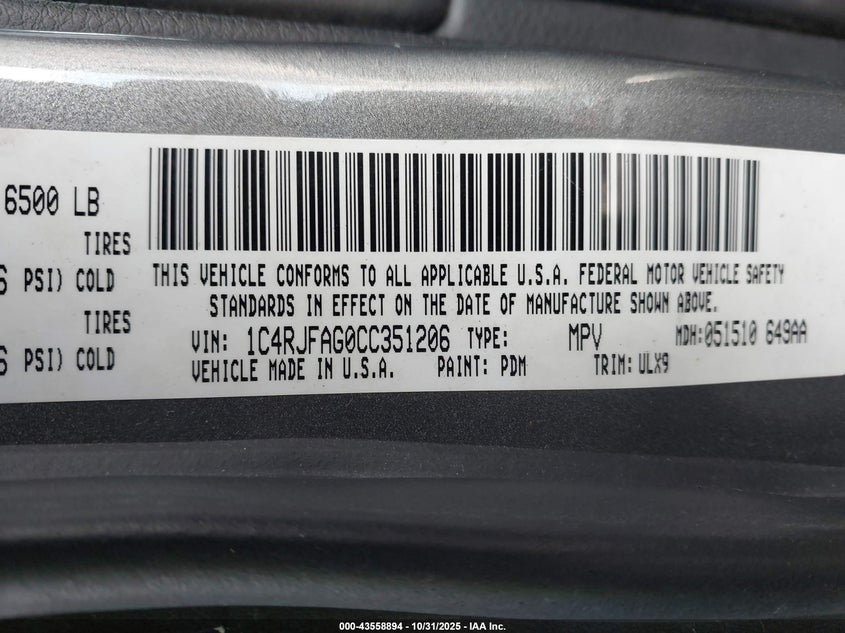 6500 LB
TIRES
PSI) COLD
TIRES
PSI) COLD
THIS VEHICLE CONFORMS TO ALL APPLICABLE U.S.A. FEDERAL MOTOR VEHICLE SAFETY
STANDARDS IN EFFECT ON THE DATE OF MANUFACTURE SHOWN ABOVE.
VIN: 1C4RJFAG0CC351206 TYPE: MPV MDH:051510 649AA
VEHICLE MADE IN U.S.A. PAINT: PDM TRIM: ULX9
000-43558894 - 10/31/2025 - IAA Inc.